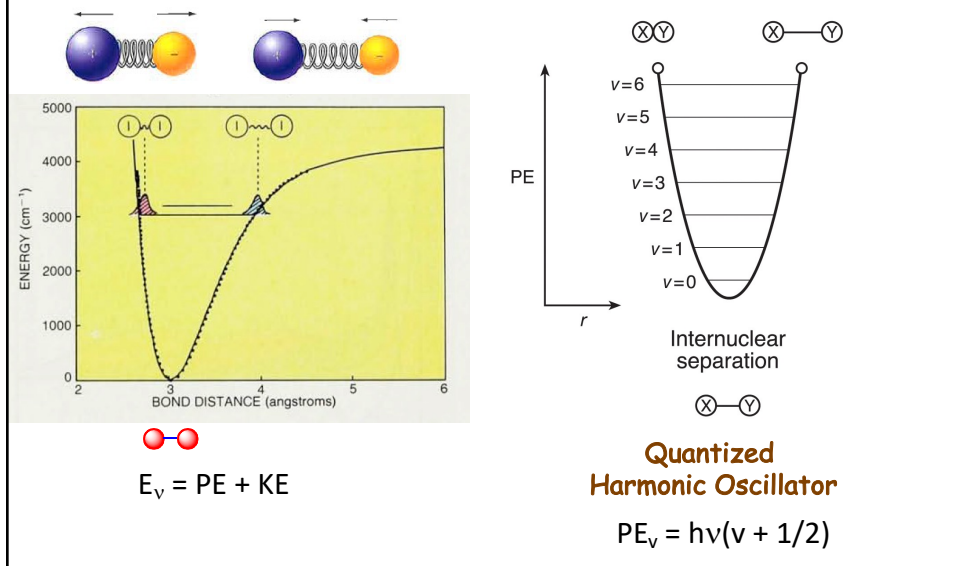 + –
+ –
5000
4000
3000
2000
1000
0
ENERGY (cm⁻¹)
I I
I I
2 3 4 5 6
BOND DISTANCE (angstroms)
Eν = PE + KE
X Y
X Y
PE
r
v=6
v=5
v=4
v=3
v=2
v=1
v=0
Internuclear
separation
X Y
Quantized
Harmonic Oscillator
PEv = hν(v + 1/2)